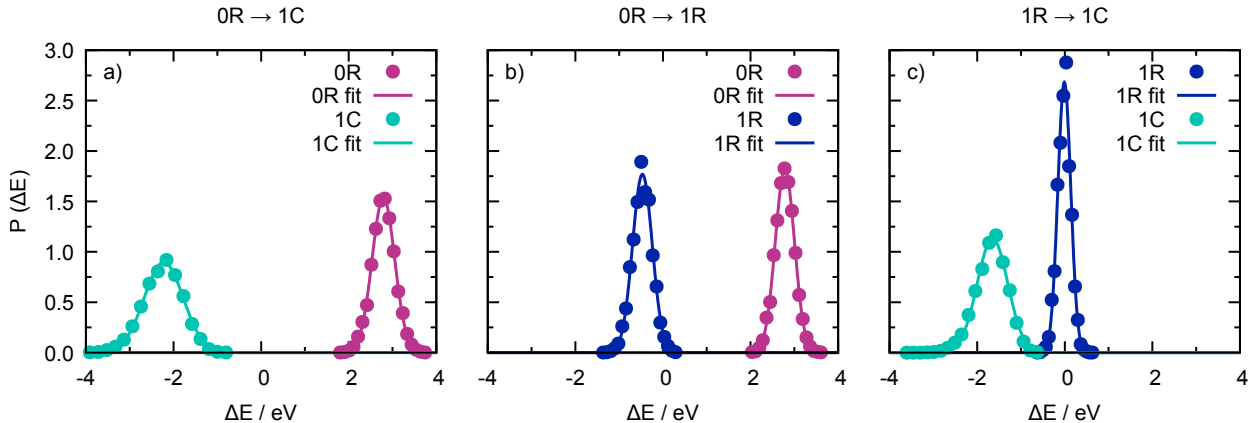 0R → 1C
0R → 1R
1R → 1C
P (ΔE)
3.0
2.5
2.0
1.5
1.0
0.5
0.0
a)
0R
0R fit
1C
1C fit
-4
-2
0
2
4
ΔE / eV
b)
0R
0R fit
1R
1R fit
-4
-2
0
2
4
ΔE / eV
c)
1R
1R fit
1C
1C fit
-4
-2
0
2
4
ΔE / eV